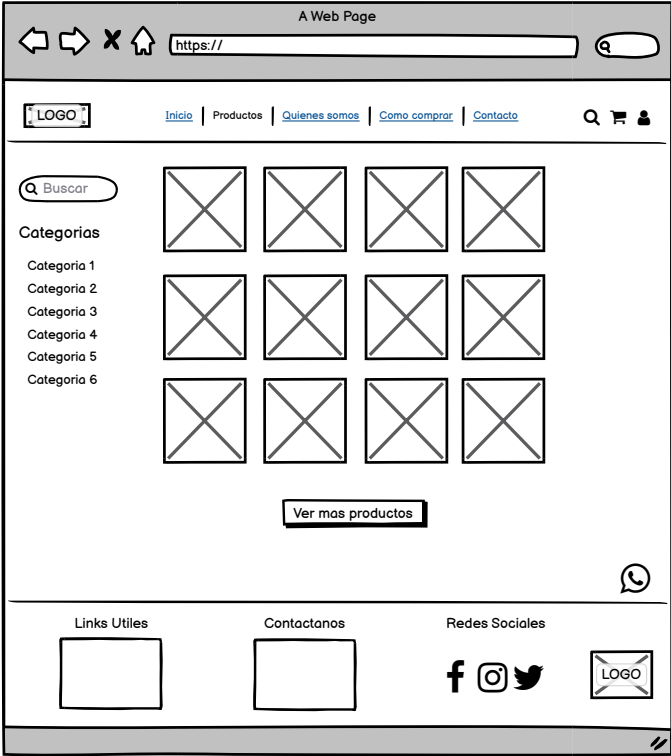 A Web Page
https://
LOGO
Inicio Productos Quienes somos Como comprar Contacto
Buscar
Categorias
Categoria 1
Categoria 2
Categoria 3
Categoria 4
Categoria 5
Categoria 6
Ver mas productos
Links Utiles
Contactanos
Redes Sociales
LOGO